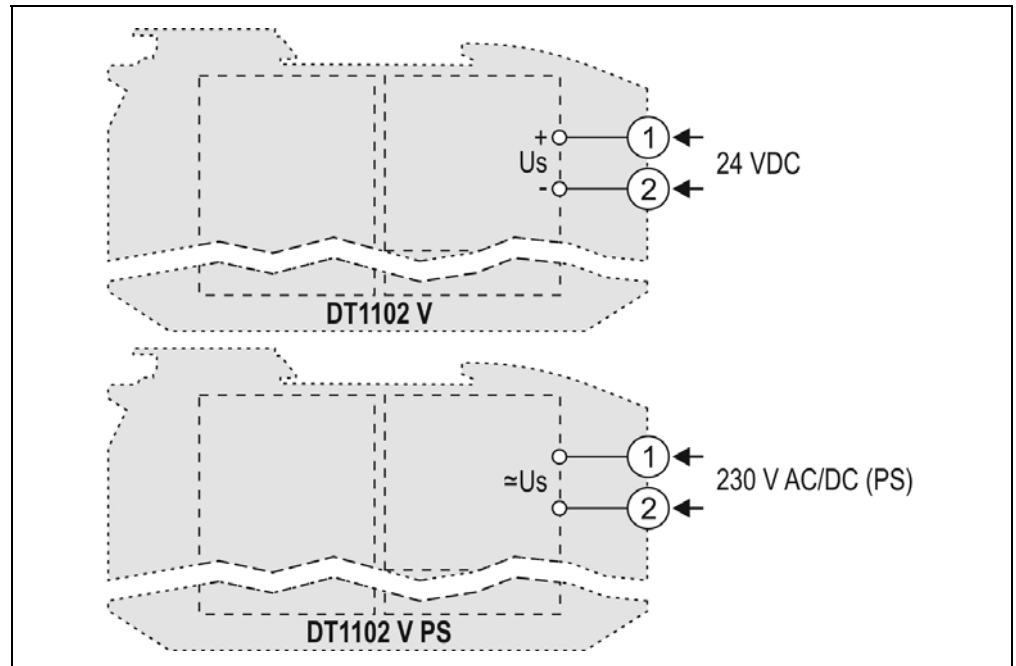 +
1
Us
24 VDC
-
2
DT1102 V
1
≃Us
230 V AC/DC (PS)
2
DT1102 V PS